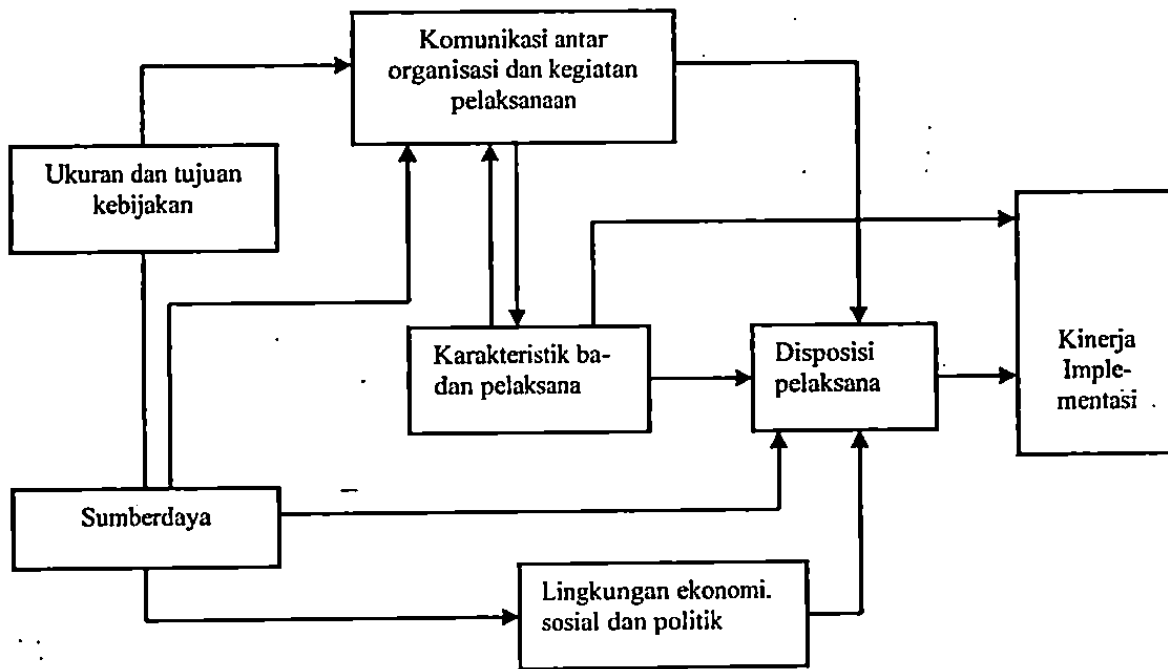 Komunikasi antar
organisasi dan kegiatan
pelaksanaan
Ukuran dan tujuan
kebijakan
Karakteristik ba-
dan pelaksana
Disposisi
pelaksana
Kinerja
Imple-
mentasi
Sumberdaya
Lingkungan ekonomi.
sosial dan politik